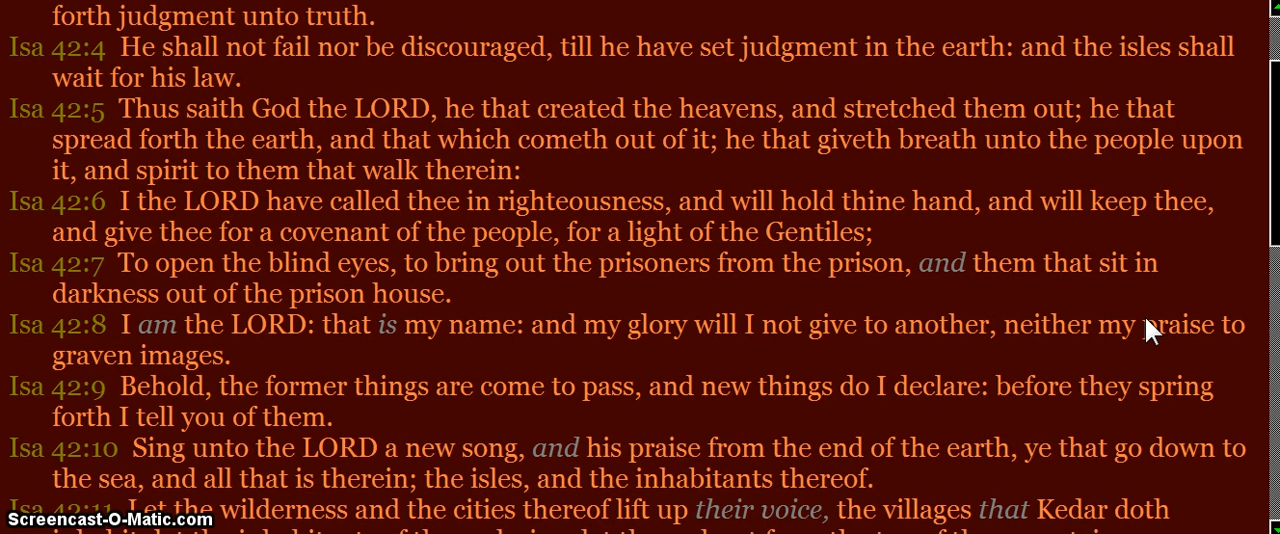 forth judgment unto truth.
Isa 42:4 He shall not fail nor be discouraged, till he have set judgment in the earth: and the isles shall
wait for his law.
Isa 42:5 Thus saith God the LORD, he that created the heavens, and stretched them out; he that
spread forth the earth, and that which cometh out of it; he that giveth breath unto the people upon
it, and spirit to them that walk therein:
Isa 42:6 I the LORD have called thee in righteousness, and will hold thine hand, and will keep thee,
and give thee for a covenant of the people, for a light of the Gentiles;
Isa 42:7 To open the blind eyes, to bring out the prisoners from the prison, and them that sit in
darkness out of the prison house.
Isa 42:8 I am the LORD: that is my name: and my glory will I not give to another, neither my praise to
graven images.
Isa 42:9 Behold, the former things are come to pass, and new things do I declare: before they spring
forth I tell you of them.
Isa 42:10 Sing unto the LORD a new song, and his praise from the end of the earth, ye that go down to
the sea, and all that is therein; the isles, and the inhabitants thereof.
Isa 42:11 Let the wilderness and the cities thereof lift up their voice, the villages that Kedar doth
Screencast-O-Matic.com